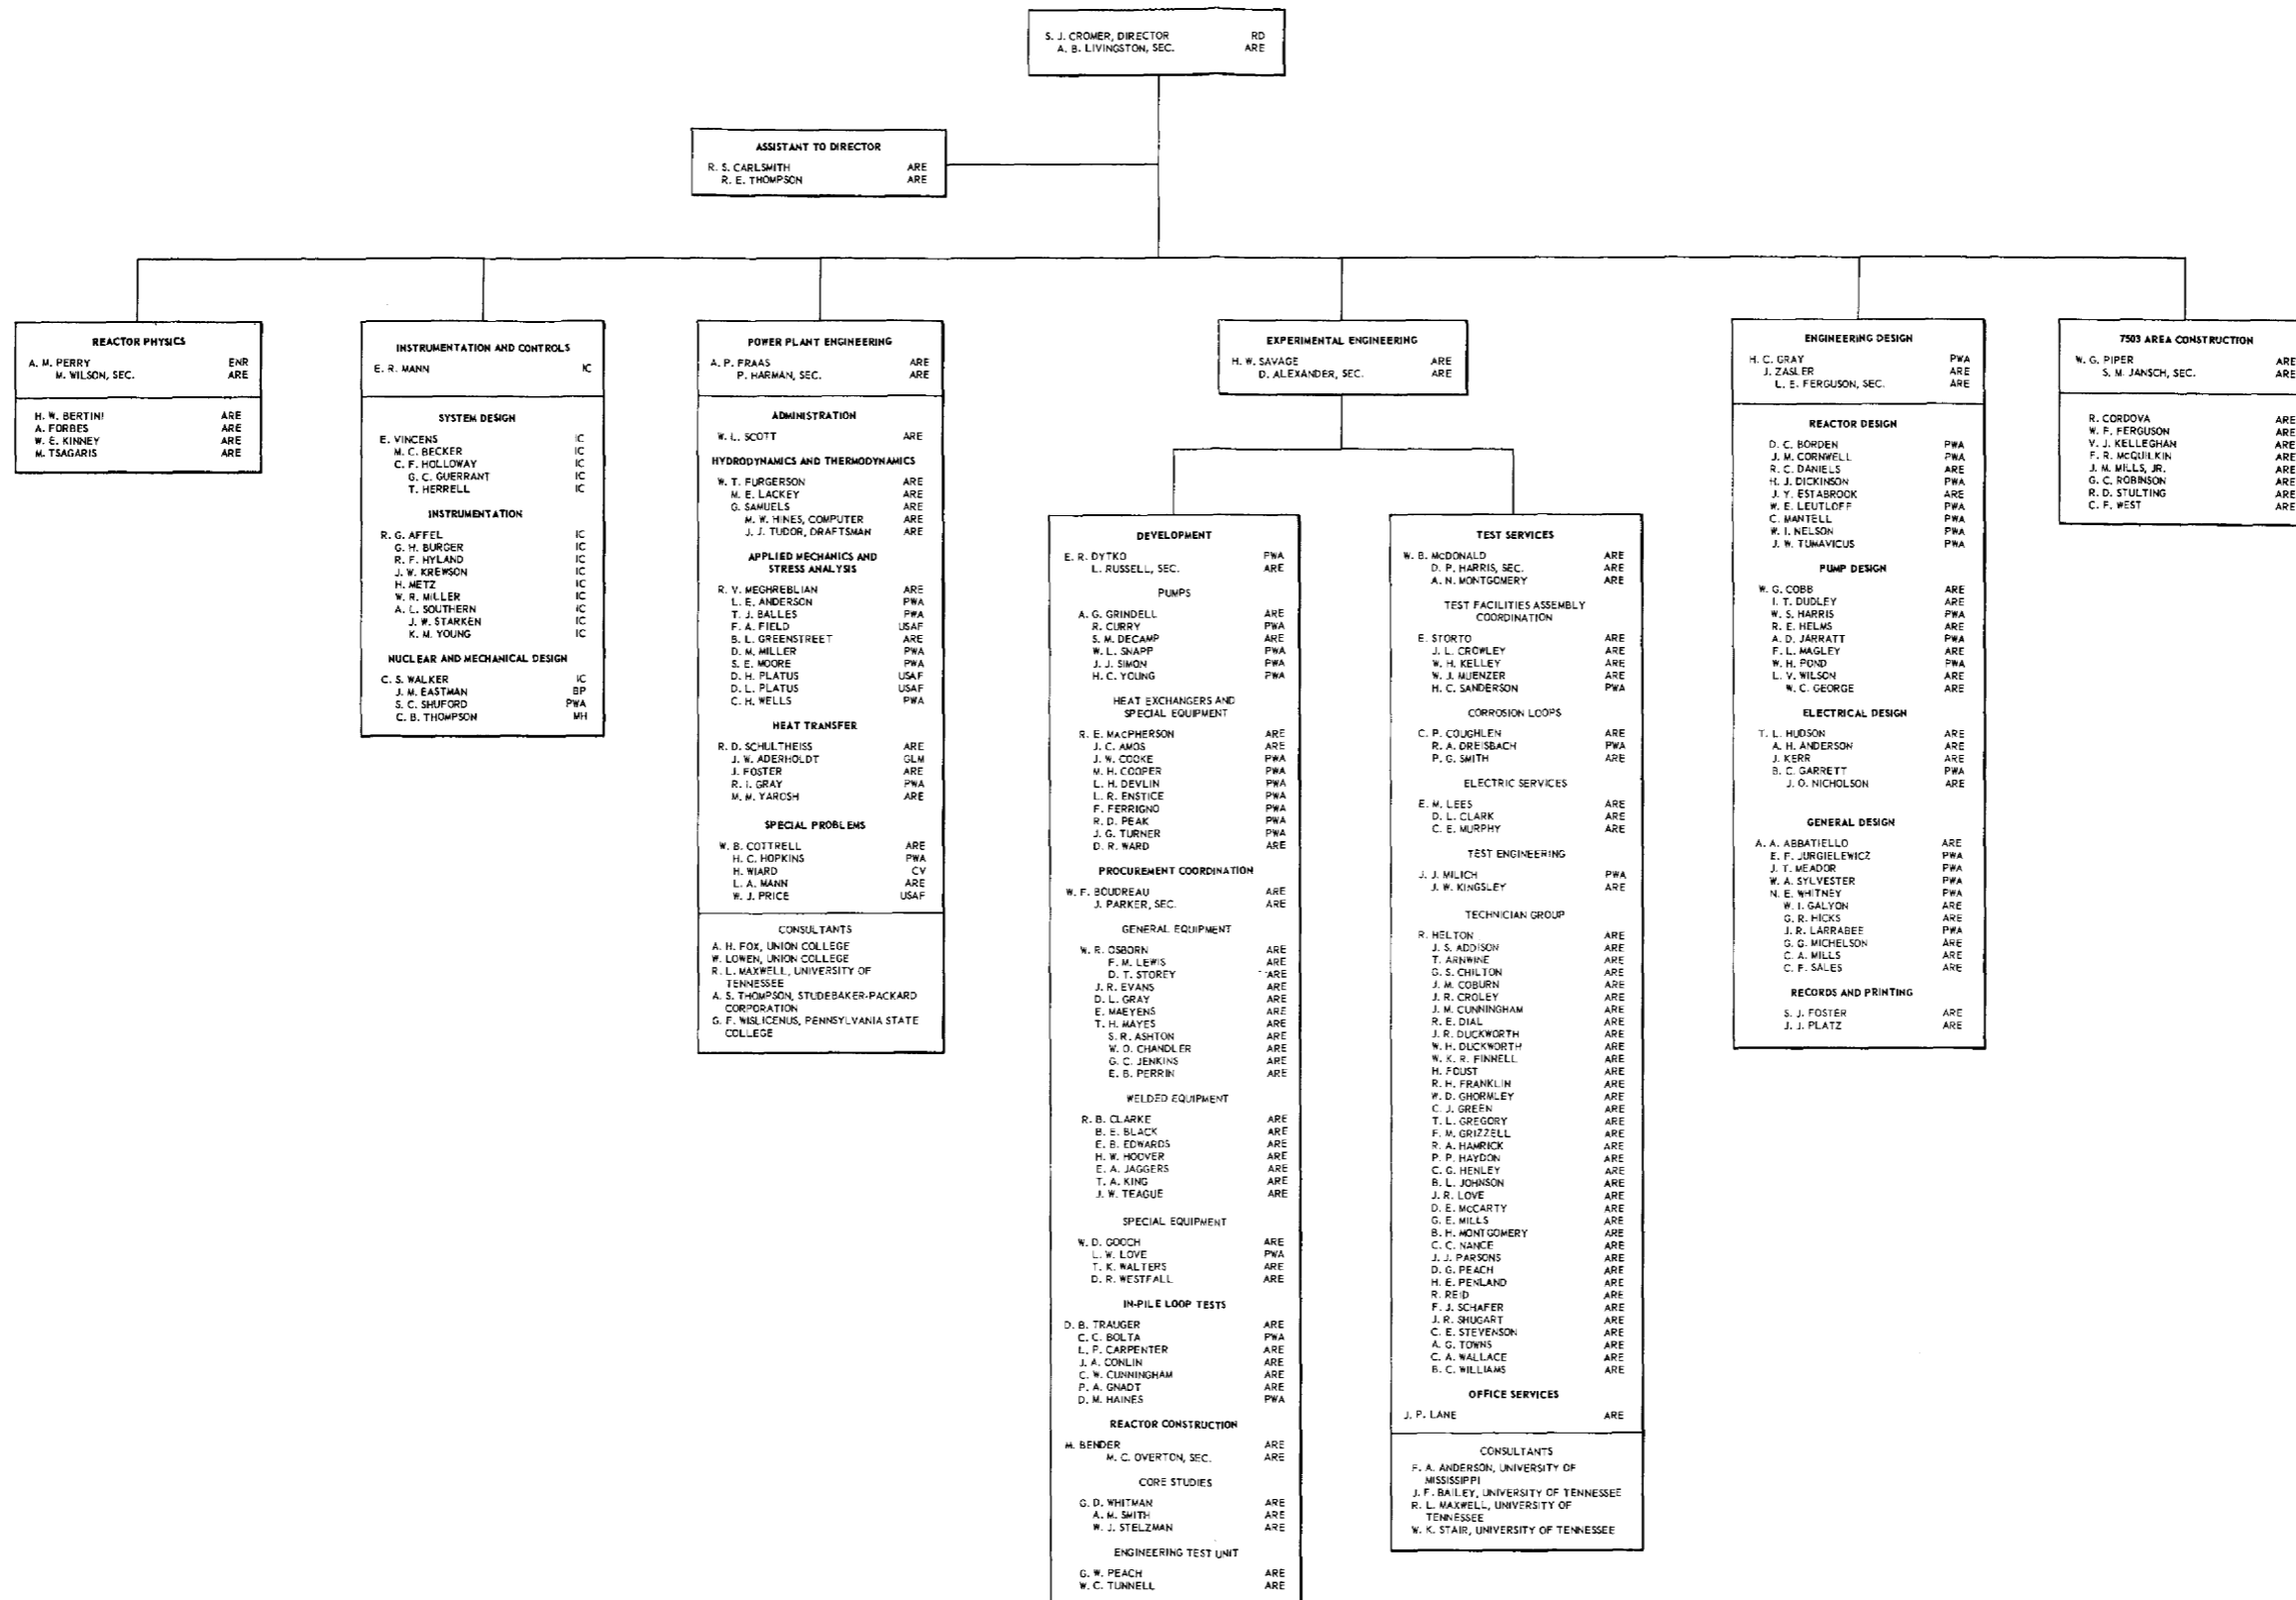 S. J. CROMER, DIRECTOR RD
A. B. LIVINGSTON, SEC. ARE
ASSISTANT TO DIRECTOR
R. S. CARLSMITH ARE
R. E. THOMPSON ARE
REACTOR PHYSICS
A. M. PERRY ENR
M. WILSON, SEC. ARE
H. W. BERTINI ARE
A. FORBES ARE
W. E. KINNEY ARE
M. TSAGARIS ARE
INSTRUMENTATION AND CONTROLS
E. R. MANN IC
SYSTEM DESIGN
E. VINCENS IC
M. C. BECKER IC
C. F. HOLLOWAY IC
G. C. GUERRANT IC
T. HERRELL IC
INSTRUMENTATION
R. G. AFFEL IC
G. H. BURGER IC
R. F. HYLAND IC
J. W. KREWSON IC
H. METZ IC
W. R. MILLER IC
A. L. SOUTHERN IC
J. W. STARKEN IC
K. M. YOUNG IC
NUCLEAR AND MECHANICAL DESIGN
C. S. WALKER IC
J. M. EASTMAN BP
S. C. SHUFORD PWA
C. B. THOMPSON MH
POWER PLANT ENGINEERING
A. P. FRAAS ARE
P. HARMAN, SEC. ARE
ADMINISTRATION
W. L. SCOTT ARE
HYDRODYNAMICS AND THERMODYNAMICS
W. T. FURGERSON ARE
M. E. LACKEY ARE
G. SAMUELS ARE
M. W. HINES, COMPUTER ARE
J. J. TUDOR, DRAFTSMAN ARE
APPLIED MECHANICS AND
STRESS ANALYSIS
R. V. MEGHREBLIAN ARE
L. E. ANDERSON PWA
T. J. BALLES PWA
F. A. FIELD USAF
B. L. GREENSTREET ARE
D. M. MILLER PWA
S. E. MOORE PWA
D. H. PLATUS USAF
D. L. PLATUS USAF
C. H. WELLS PWA
HEAT TRANSFER
R. D. SCHULTHEISS ARE
J. W. ADERHOLDT GLM
J. FOSTER ARE
R. I. GRAY PWA
M. M. YAROSH ARE
SPECIAL PROBLEMS
W. B. COTTRELL ARE
H. C. HOPKINS PWA
H. WIARD CV
L. A. MANN ARE
W. J. PRICE USAF
CONSULTANTS
A. H. FOX, UNION COLLEGE
W. LOWEN, UNION COLLEGE
R. L. MAXWELL, UNIVERSITY OF
TENNESSEE
A. S. THOMPSON, STUDEBAKER-PACKARD
CORPORATION
G. F. WISLICENUS, PENNSYLVANIA STATE
COLLEGE
EXPERIMENTAL ENGINEERING
H. W. SAVAGE ARE
D. ALEXANDER, SEC. ARE
DEVELOPMENT
E. R. DYTKO PWA
L. RUSSELL, SEC. ARE
PUMPS
A. G. GRINDELL ARE
R. CURRY PWA
S. M. DECAMP ARE
W. L. SNAPP PWA
J. J. SIMON PWA
H. C. YOUNG PWA
HEAT EXCHANGERS AND
SPECIAL EQUIPMENT
R. E. MACPHERSON ARE
J. C. AMOS ARE
J. W. COOKE PWA
M. H. COOPER PWA
L. H. DEVLIN PWA
L. R. ENSTICE PWA
F. FERRIGNO PWA
R. D. PEAK PWA
J. G. TURNER PWA
D. R. WARD ARE
PROCUREMENT COORDINATION
W. F. BOUDREAU ARE
J. PARKER, SEC. ARE
GENERAL EQUIPMENT
W. R. OSBORN ARE
F. M. LEWIS ARE
D. T. STOREY ARE
J. R. EVANS ARE
D. L. GRAY ARE
E. MAEYENS ARE
T. H. MAYES ARE
S. R. ASHTON ARE
W. O. CHANDLER ARE
G. C. JENKINS ARE
E. B. PERRIN ARE
WELDED EQUIPMENT
R. B. CLARKE ARE
B. E. BLACK ARE
E. B. EDWARDS ARE
H. W. HOOVER ARE
E. A. JAGGERS ARE
T. A. KING ARE
J. W. TEAGUE ARE
SPECIAL EQUIPMENT
W. D. GOOCH ARE
L. W. LOVE PWA
T. K. WALTERS ARE
D. R. WESTFALL ARE
IN-PILE LOOP TESTS
D. B. TRAUGER ARE
C. C. BOLTA PWA
L. P. CARPENTER ARE
J. A. CONLIN ARE
C. W. CUNNINGHAM ARE
P. A. GNADT ARE
D. M. HAINES PWA
REACTOR CONSTRUCTION
M. BENDER ARE
M. C. OVERTON, SEC. ARE
CORE STUDIES
G. D. WHITMAN ARE
A. M. SMITH ARE
W. J. STELZMAN ARE
ENGINEERING TEST UNIT
G. W. PEACH ARE
W. C. TUNNELL ARE
TEST SERVICES
W. B. McDONALD ARE
D. P. HARRIS, SEC. ARE
A. N. MONTGOMERY ARE
TEST FACILITIES ASSEMBLY
COORDINATION
E. STORTO ARE
J. L. CROWLEY ARE
W. H. KELLEY ARE
W. J. MUENZER ARE
H. C. SANDERSON PWA
CORROSION LOOPS
C. P. COUGHLEN ARE
R. A. DREISBACH PWA
P. G. SMITH ARE
ELECTRIC SERVICES
E. M. LEES ARE
D. L. CLARK ARE
C. E. MURPHY ARE
TEST ENGINEERING
J. J. MILICH PWA
J. W. KINGSLEY ARE
TECHNICIAN GROUP
R. HELTON ARE
J. S. ADDISON ARE
T. ARNWINE ARE
G. S. CHILTON ARE
J. M. COBURN ARE
J. R. CROLEY ARE
J. M. CUNNINGHAM ARE
R. E. DIAL ARE
J. R. DUCKWORTH ARE
W. H. DUCKWORTH ARE
W. K. R. FINNELL ARE
H. FOUST ARE
R. H. FRANKLIN ARE
W. D. GHORMLEY ARE
C. J. GREEN ARE
T. L. GREGORY ARE
F. M. GRIZZELL ARE
R. A. HAMRICK ARE
P. P. HAYDON ARE
C. G. HENLEY ARE
B. L. JOHNSON ARE
J. R. LOVE ARE
D. E. McCARTY ARE
G. E. MILLS ARE
B. H. MONTGOMERY ARE
C. C. NANCE ARE
J. J. PARSONS ARE
D. G. PEACH ARE
H. E. PENLAND ARE
R. REID ARE
F. J. SCHAFER ARE
J. R. SHUGART ARE
C. E. STEVENSON ARE
A. G. TOWNS ARE
C. A. WALLACE ARE
B. C. WILLIAMS ARE
OFFICE SERVICES
J. P. LANE ARE
CONSULTANTS
F. A. ANDERSON, UNIVERSITY OF
MISSISSIPPI
J. F. BAILEY, UNIVERSITY OF TENNESSEE
R. L. MAXWELL, UNIVERSITY OF
TENNESSEE
W. K. STAIR, UNIVERSITY OF TENNESSEE
ENGINEERING DESIGN
H. C. GRAY PWA
J. ZASLER ARE
L. E. FERGUSON, SEC. ARE
REACTOR DESIGN
D. C. BORDEN PWA
J. M. CORNWELL PWA
R. C. DANIELS ARE
H. J. DICKINSON PWA
J. Y. ESTABROOK ARE
W. E. LEUTLOFF PWA
C. MANTELL PWA
W. I. NELSON PWA
J. W. TUMAVICUS PWA
PUMP DESIGN
W. G. COBB ARE
I. T. DUDLEY ARE
W. S. HARRIS PWA
R. E. HELMS ARE
A. D. JARRATT PWA
F. L. MAGLEY ARE
W. H. POND PWA
L. V. WILSON ARE
W. C. GEORGE ARE
ELECTRICAL DESIGN
T. L. HUDSON ARE
A. H. ANDERSON ARE
J. KERR ARE
B. C. GARRETT PWA
J. O. NICHOLSON ARE
GENERAL DESIGN
A. A. ABBATIELLO ARE
E. F. JURGIELEWICZ PWA
J. T. MEADOR PWA
W. A. SYLVESTER PWA
N. E. WHITNEY PWA
W. I. GALYON ARE
G. R. HICKS ARE
J. R. LARRABEE PWA
G. G. MICHELSON ARE
C. A. MILLS ARE
C. F. SALES ARE
RECORDS AND PRINTING
S. J. FOSTER ARE
J. J. PLATZ ARE
7503 AREA CONSTRUCTION
W. G. PIPER ARE
S. M. JANSCH, SEC. ARE
R. CORDOVA ARE
W. F. FERGUSON ARE
V. J. KELLEGHAN ARE
F. R. McQUILKIN ARE
J. M. MILLS, JR. ARE
G. C. ROBINSON ARE
R. D. STULTING ARE
C. F. WEST ARE